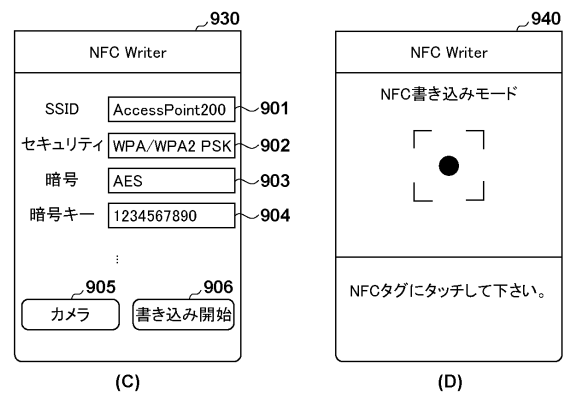 930
NFC Writer
SSID
AccessPoint200
901
セキュリティ
WPA/WPA2 PSK
902
暗号
AES
903
暗号キー
1234567890
904
⋮
905
カメラ
906
書き込み開始
(C)
940
NFC Writer
NFC書き込みモード
NFCタグにタッチして下さい。
(D)